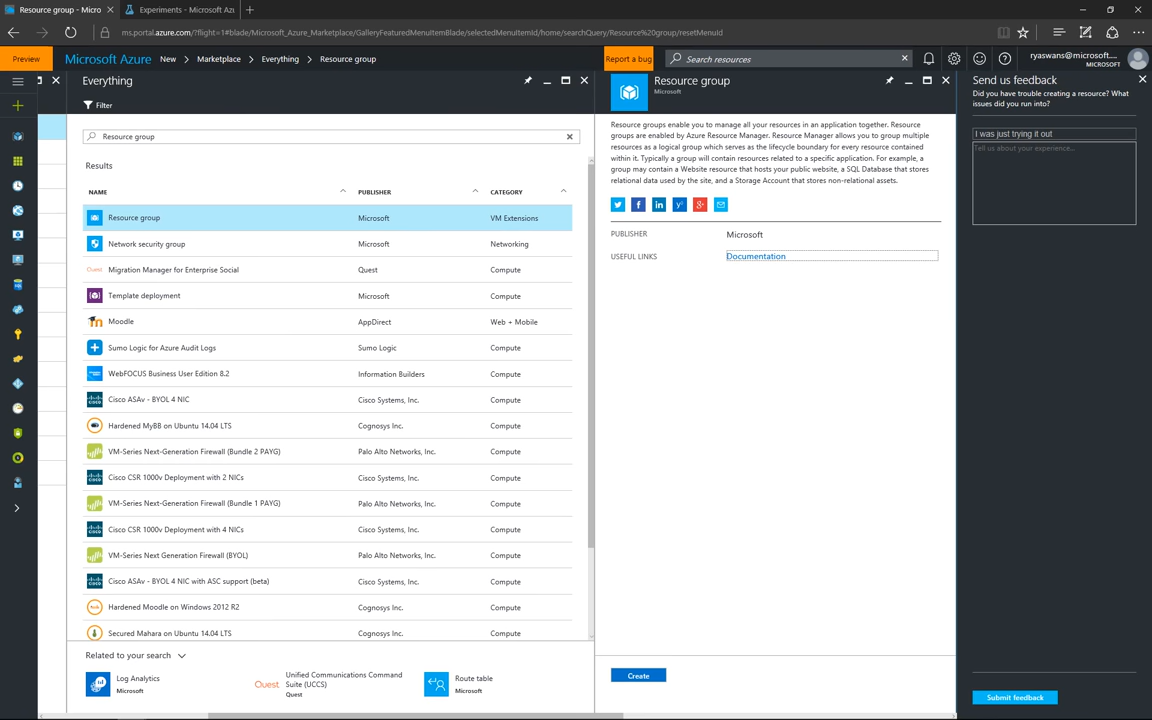 Resource group - Micro
Experiments - Microsoft Azu
ms.portal.azure.com/?flight=1#blade/Microsoft_Azure_Marketplace/GalleryFeaturedMenuItemBlade/selectedMenuItemId/home/searchQuery/Resource%20group/resetMenuId
Preview
Microsoft Azure New > Marketplace > Everything > Resource group
Report a bug
Search resources
ryaswans@microsoft....
MICROSOFT
Everything
Filter
Resource group
Results
NAME PUBLISHER CATEGORY
Resource group Microsoft VM Extensions
Network security group Microsoft Networking
Quest Migration Manager for Enterprise Social Quest Compute
Template deployment Microsoft Compute
Moodle AppDirect Web + Mobile
Sumo Logic for Azure Audit Logs Sumo Logic Compute
WebFOCUS Business User Edition 8.2 Information Builders Compute
Cisco ASAv - BYOL 4 NIC Cisco Systems, Inc. Compute
Hardened MyBB on Ubuntu 14.04 LTS Cognosys Inc. Compute
VM-Series Next-Generation Firewall (Bundle 2 PAYG) Palo Alto Networks, Inc. Compute
Cisco CSR 1000v Deployment with 2 NICs Cisco Systems, Inc. Compute
VM-Series Next-Generation Firewall (Bundle 1 PAYG) Palo Alto Networks, Inc. Compute
Cisco CSR 1000v Deployment with 4 NICs Cisco Systems, Inc. Compute
VM-Series Next Generation Firewall (BYOL) Palo Alto Networks, Inc. Compute
Cisco ASAv - BYOL 4 NIC with ASC support (beta) Cisco Systems, Inc. Compute
Hardened Moodle on Windows 2012 R2 Cognosys Inc. Compute
Secured Mahara on Ubuntu 14.04 LTS Cognosys Inc. Compute
Related to your search
Log Analytics
Microsoft
Quest
Unified Communications Command
Suite (UCCS)
Quest
Route table
Microsoft
Resource group
Microsoft
Resource groups enable you to manage all your resources in an application together. Resource
groups are enabled by Azure Resource Manager. Resource Manager allows you to group multiple
resources as a logical group which serves as the lifecycle boundary for every resource contained
within it. Typically a group will contain resources related to a specific application. For example, a
group may contain a Website resource that hosts your public website, a SQL Database that stores
relational data used by the site, and a Storage Account that stores non-relational assets.
PUBLISHER Microsoft
USEFUL LINKS Documentation
Create
Send us feedback
Did you have trouble creating a resource? What
issues did you run into?
I was just trying it out
Tell us about your experience...
Submit feedback